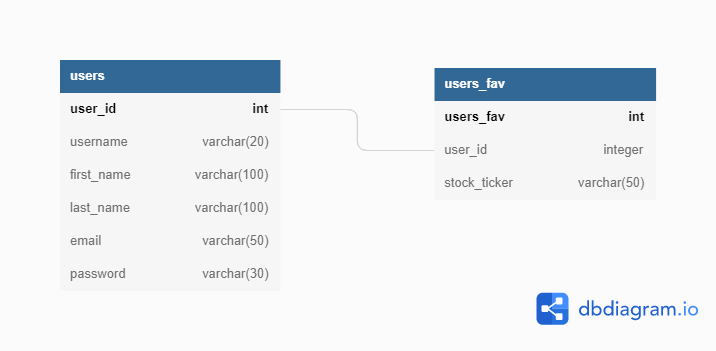 users
user_id int
username varchar(20)
first_name varchar(100)
last_name varchar(100)
email varchar(50)
password varchar(30)
users_fav
users_fav int
user_id integer
stock_ticker varchar(50)
dbdiagram.io